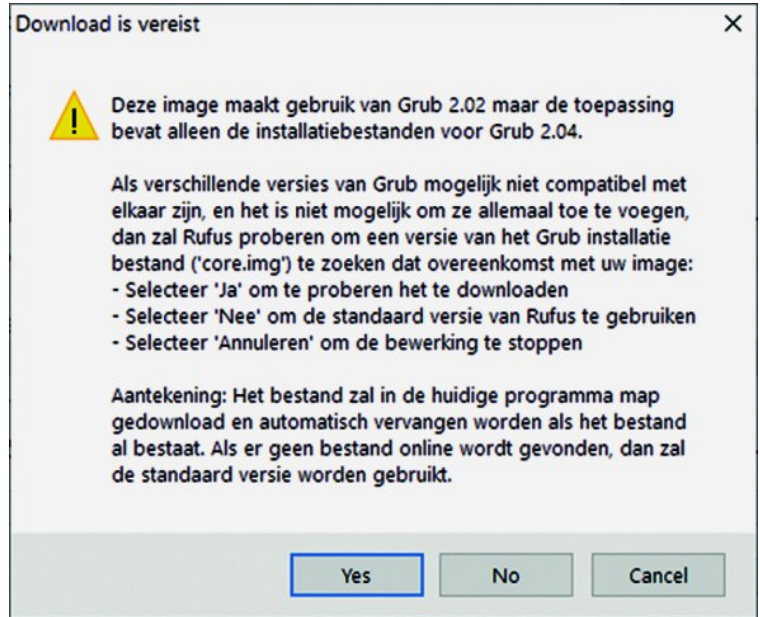 Download is vereist
Deze image maakt gebruik van Grub 2.02 maar de toepassing
bevat alleen de installatiebestanden voor Grub 2.04.
Als verschillende versies van Grub mogelijk niet compatibel met
elkaar zijn, en het is niet mogelijk om ze allemaal toe te voegen,
dan zal Rufus proberen om een versie van het Grub installatie
bestand ('core.img') te zoeken dat overeenkomst met uw image:
- Selecteer 'Ja' om te proberen het te downloaden
- Selecteer 'Nee' om de standaard versie van Rufus te gebruiken
- Selecteer 'Annuleren' om de bewerking te stoppen
Aantekening: Het bestand zal in de huidige programma map
gedownload en automatisch vervangen worden als het bestand
al bestaat. Als er geen bestand online wordt gevonden, dan zal
de standaard versie worden gebruikt.
Yes No Cancel